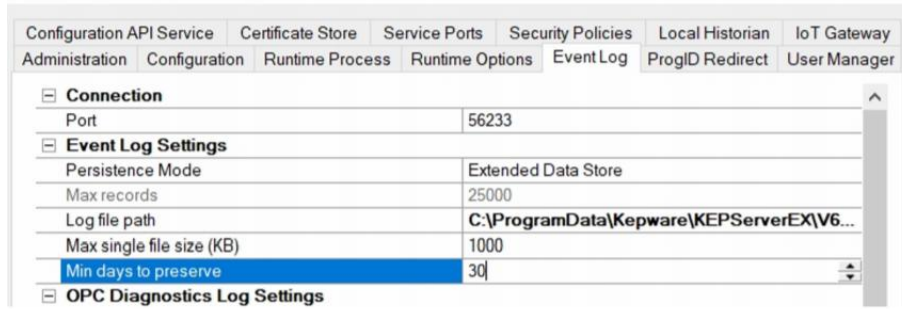 Configuration API Service Certificate Store Service Ports Security Policies Local Historian IoT Gateway
Administration Configuration Runtime Process Runtime Options Event Log ProgID Redirect User Manager
Connection
Port 56233
Event Log Settings
Persistence Mode Extended Data Store
Max records 25000
Log file path C:\ProgramData\Kepware\KEPServerEX\V6...
Max single file size (KB) 1000
Min days to preserve 30
OPC Diagnostics Log Settings